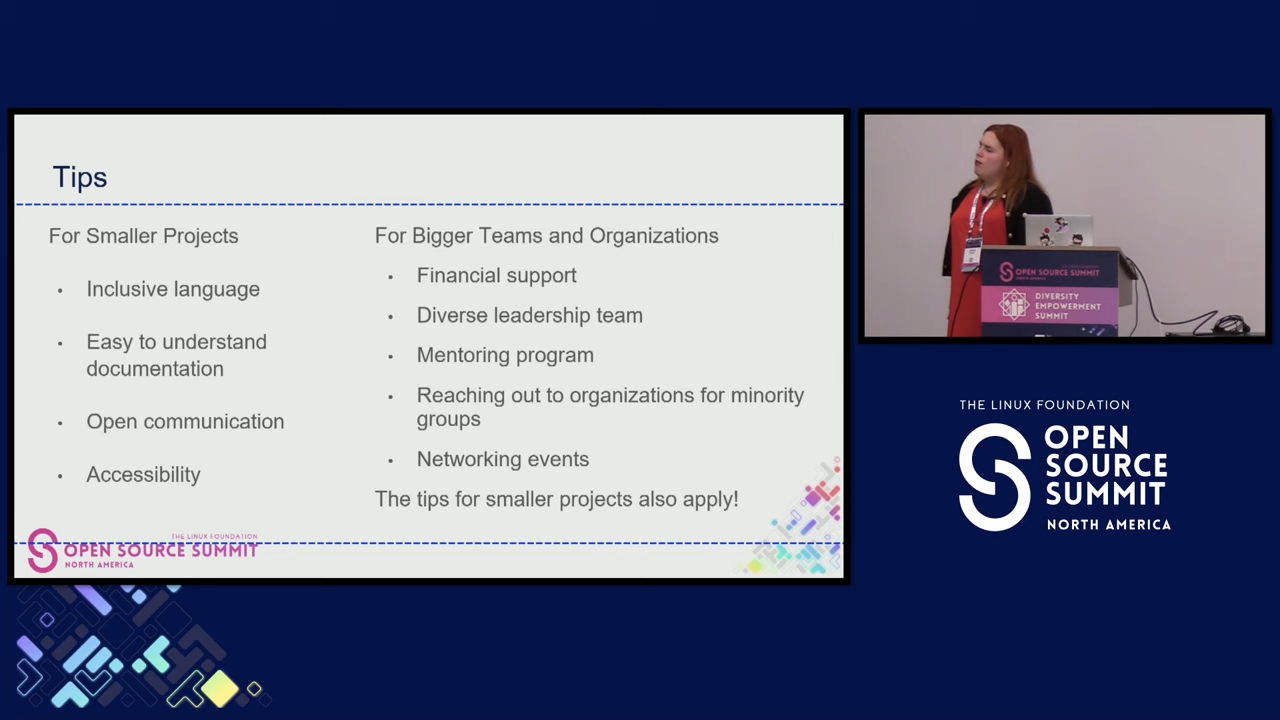 Tips
For Smaller Projects
• Inclusive language
• Easy to understand
documentation
• Open communication
• Accessibility
For Bigger Teams and Organizations
• Financial support
• Diverse leadership team
• Mentoring program
• Reaching out to organizations for minority
groups
• Networking events
The tips for smaller projects also apply!
THE LINUX FOUNDATION
OPEN SOURCE SUMMIT
NORTH AMERICA
OPEN SOURCE SUMMIT
NORTH AMERICA
DIVERSITY
EMPOWERMENT
SUMMIT
THE LINUX FOUNDATION
OPEN
SOURCE
SUMMIT
NORTH AMERICA